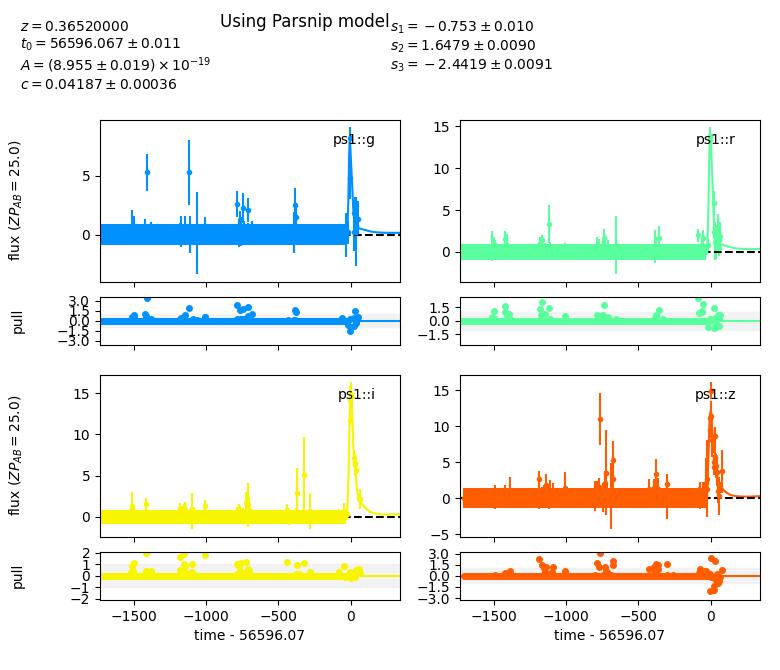 Using Parsnip model
z = 0.36520000
t₀ = 56596.067 ± 0.011
A = (8.955 ± 0.019) × 10⁻¹⁹
c = 0.04187 ± 0.00036
s₁ = −0.753 ± 0.010
s₂ = 1.6479 ± 0.0090
s₃ = −2.4419 ± 0.0091
flux (ZP_AB = 25.0)
5
0
ps1::g
15
10
5
0
ps1::r
pull
3.0
1.5
0.0
−1.5
−3.0
1.5
0.0
−1.5
flux (ZP_AB = 25.0)
15
10
5
0
ps1::i
15
10
5
0
−5
ps1::z
pull
2
1
0
−1
−2
3.0
1.5
0.0
−1.5
−3.0
−1500 −1000 −500 0
time - 56596.07
−1500 −1000 −500 0
time - 56596.07